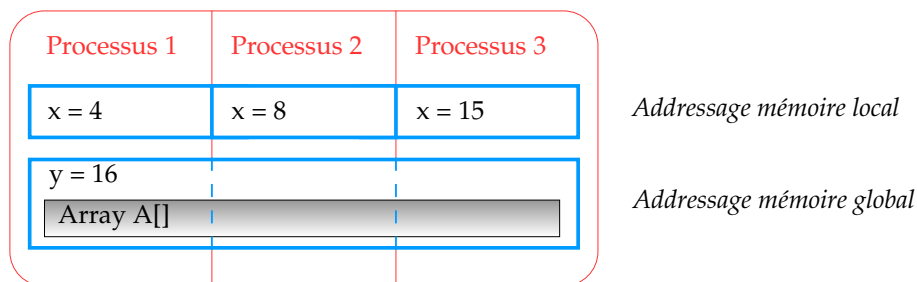 Processus 1 Processus 2 Processus 3
x = 4 x = 8 x = 15 Addressage mémoire local
y = 16
Array A[] Addressage mémoire global